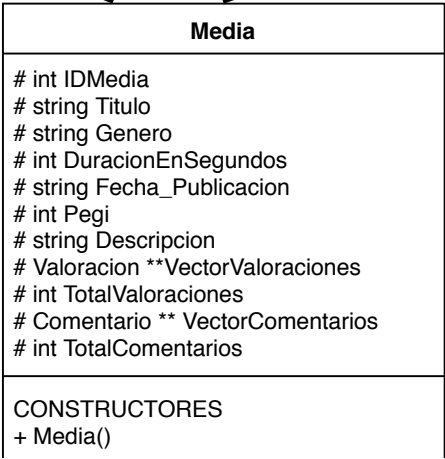 Media
# int IDMedia
# string Titulo
# string Genero
# int DuracionEnSegundos
# string Fecha_Publicacion
# int Pegi
# string Descripcion
# Valoracion **VectorValoraciones
# int TotalValoraciones
# Comentario ** VectorComentarios
# int TotalComentarios
CONSTRUCTORES
+ Media()